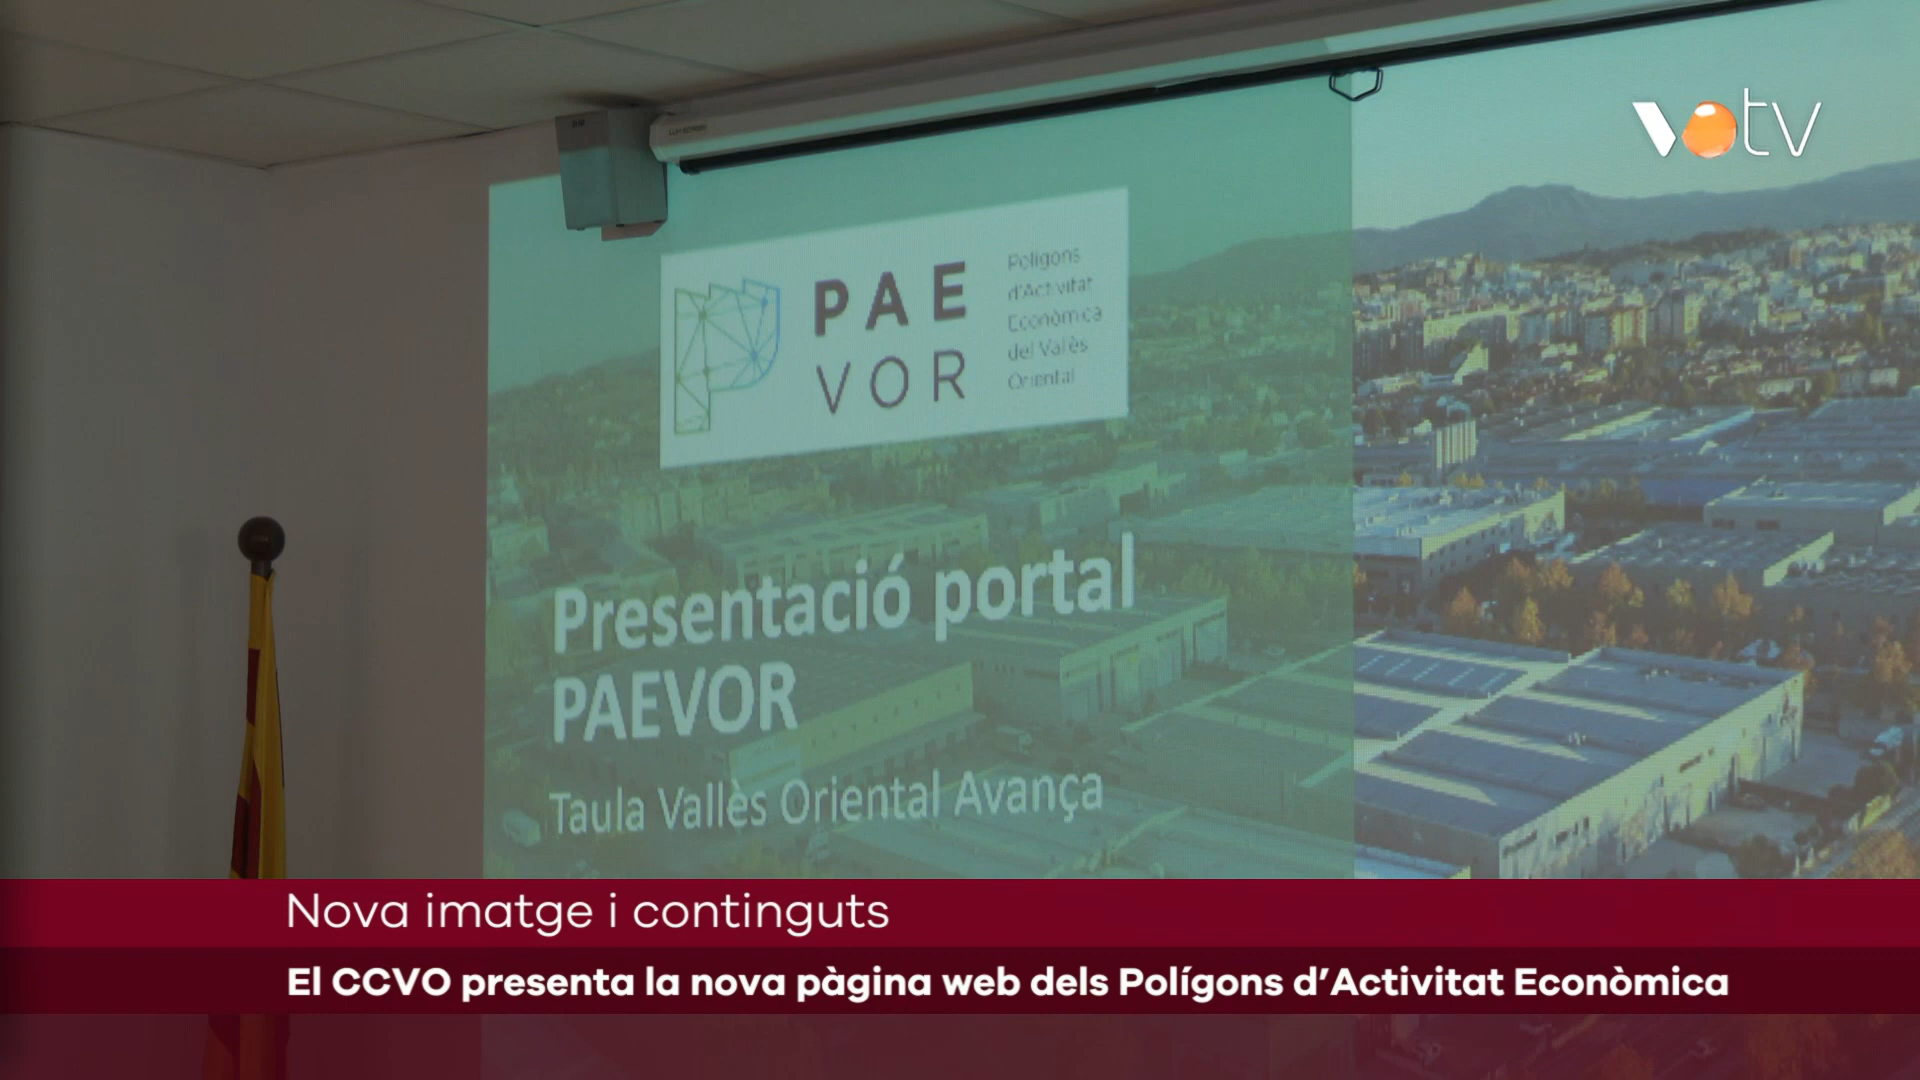 votv
PAE
VOR
Polígons
d'Activitat
Econòmica
del Vallès
Oriental
Presentació portal
PAEVOR
Taula Vallès Oriental Avança
Nova imatge i continguts
El CCVO presenta la nova pàgina web dels Polígons d'Activitat Econòmica